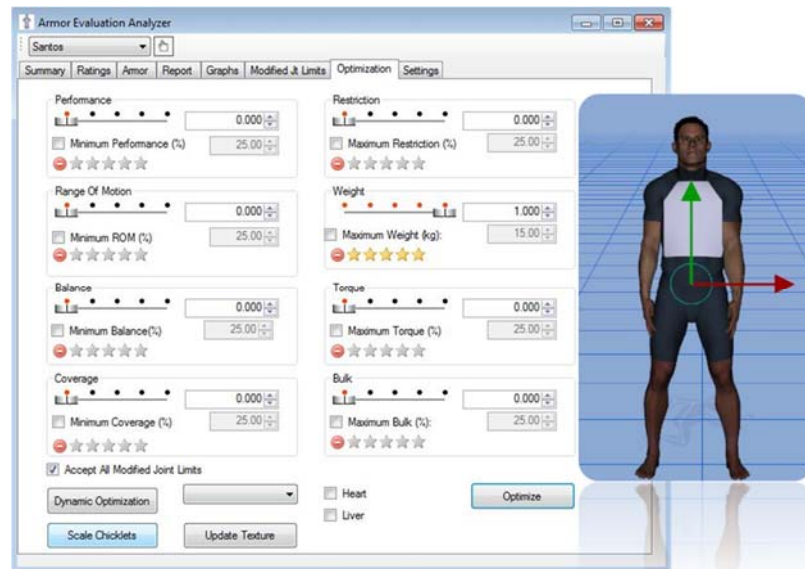 Armor Evaluation Analyzer
Santos
Summary Ratings Armor Report Graphs Modified Jt Limits Optimization Settings
Performance
0.000
Minimum Performance (%)
25.00
Restriction
0.000
Maximum Restriction (%)
25.00
Range Of Motion
0.000
Minimum ROM (%)
25.00
Weight
1.000
Maximum Weight (kg):
15.00
Balance
0.000
Minimum Balance(%)
25.00
Torque
0.000
Maximum Torque (%)
25.00
Coverage
0.000
Minimum Coverage (%)
25.00
Bulk
0.000
Maximum Bulk (%):
25.00
Accept All Modified Joint Limits
Dynamic Optimization
Heart
Optimize
Liver
Scale Chicklets
Update Texture